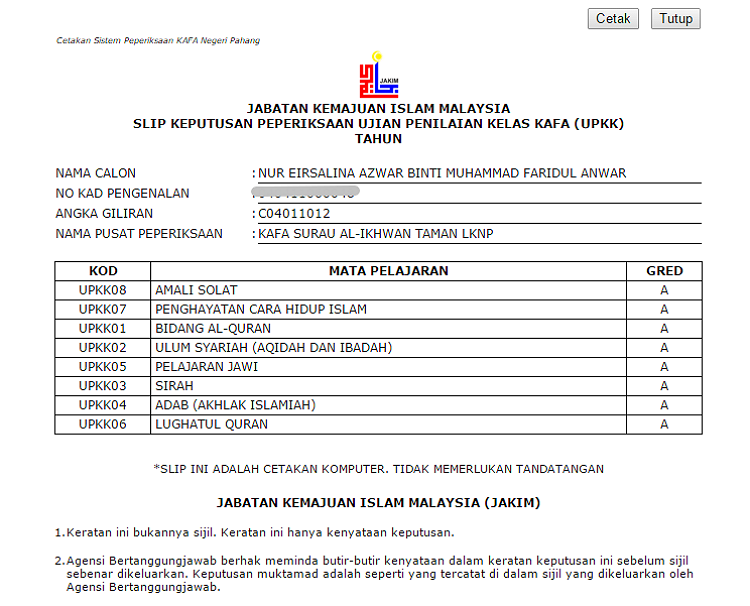 Cetak Tutup
Cetakan Sistem Peperiksaan KAFA Negeri Pahang
JAKIM
JABATAN KEMAJUAN ISLAM MALAYSIA
SLIP KEPUTUSAN PEPERIKSAAN UJIAN PENILAIAN KELAS KAFA (UPKK)
TAHUN
NAMA CALON : NUR EIRSALINA AZWAR BINTI MUHAMMAD FARIDUL ANWAR
NO KAD PENGENALAN :
ANGKA GILIRAN : C04011012
NAMA PUSAT PEPERIKSAAN : KAFA SURAU AL-IKHWAN TAMAN LKNP
KOD MATA PELAJARAN GRED
UPKK08 AMALI SOLAT A
UPKK07 PENGHAYATAN CARA HIDUP ISLAM A
UPKK01 BIDANG AL-QURAN A
UPKK02 ULUM SYARIAH (AQIDAH DAN IBADAH) A
UPKK05 PELAJARAN JAWI A
UPKK03 SIRAH A
UPKK04 ADAB (AKHLAK ISLAMIAH) A
UPKK06 LUGHATUL QURAN A
*SLIP INI ADALAH CETAKAN KOMPUTER. TIDAK MEMERLUKAN TANDATANGAN
JABATAN KEMAJUAN ISLAM MALAYSIA (JAKIM)
1.Keratan ini bukannya sijil. Keratan ini hanya kenyataan keputusan.
2.Agensi Bertanggungjawab berhak meminda butir-butir kenyataan dalam keratan keputusan ini sebelum sijil
sebenar dikeluarkan. Keputusan muktamad adalah seperti yang tercatat di dalam sijil yang dikeluarkan oleh
Agensi Bertanggungjawab.